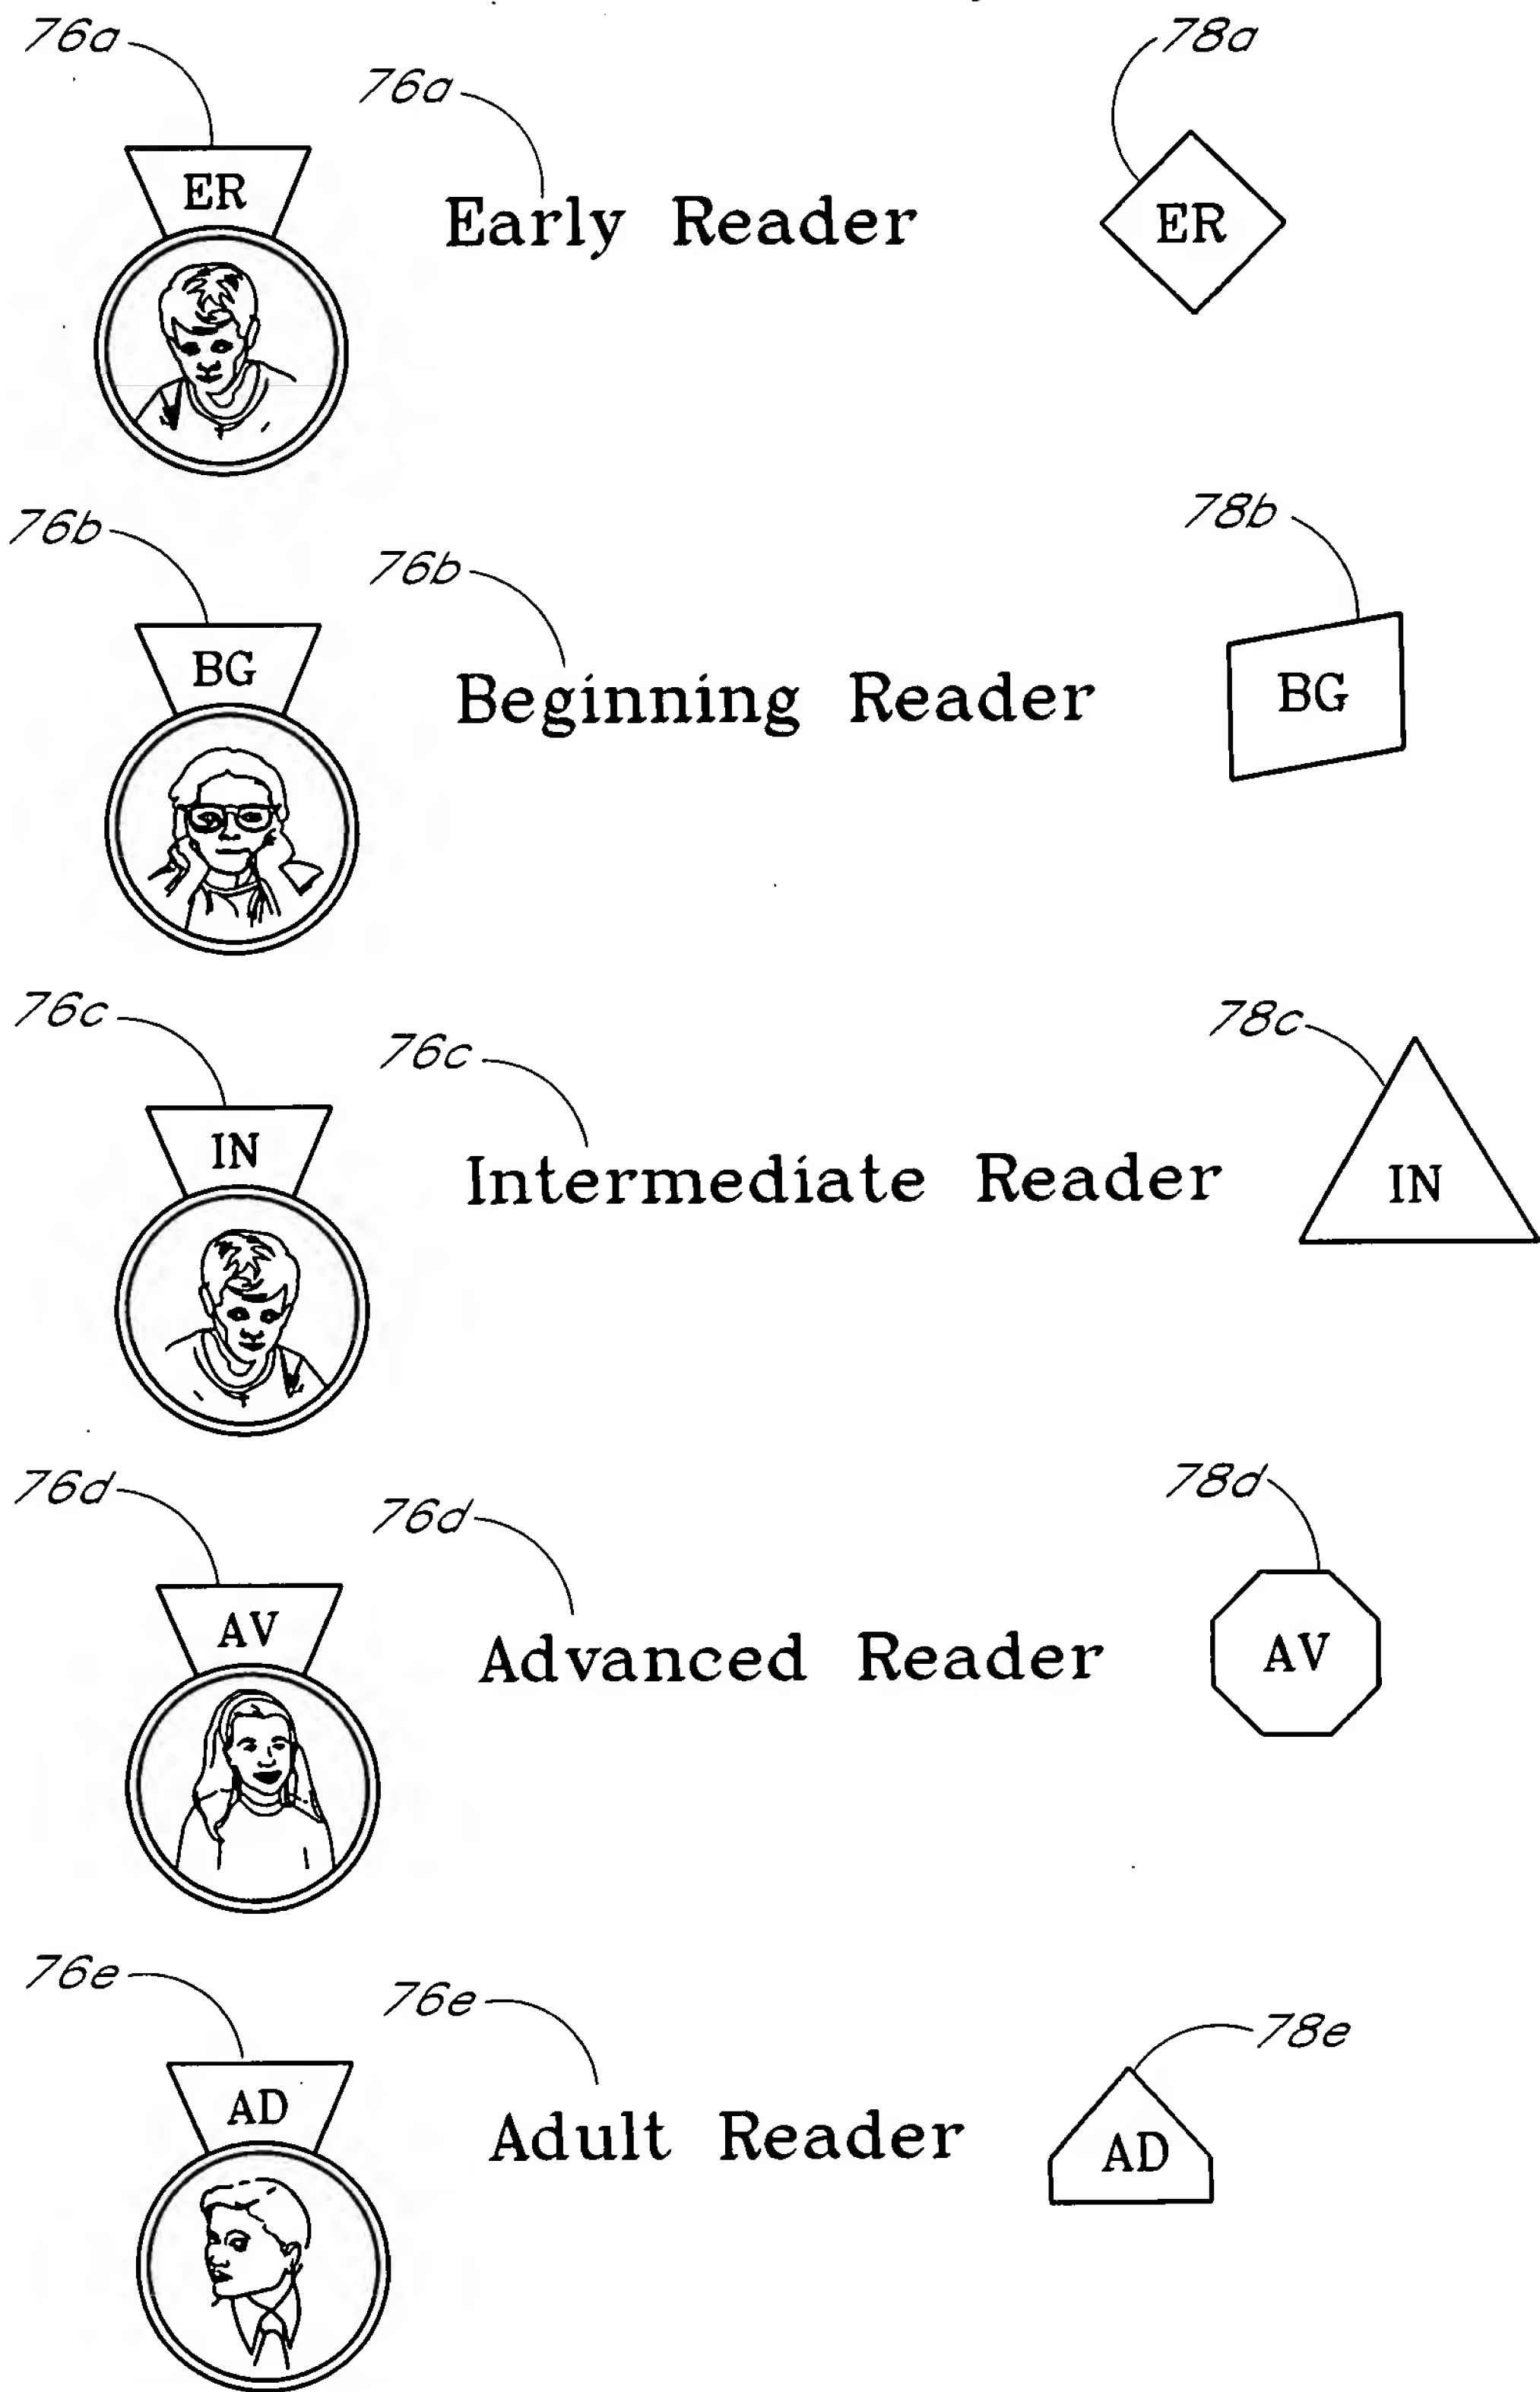 76a
76a
78a
ER
Early Reader
ER
76b
76b
78b
BG
Beginning Reader
BG
76c
76c
78c
IN
Intermediate Reader
IN
76d
76d
78d
AV
Advanced Reader
AV
76e
76e
78e
AD
Adult Reader
AD